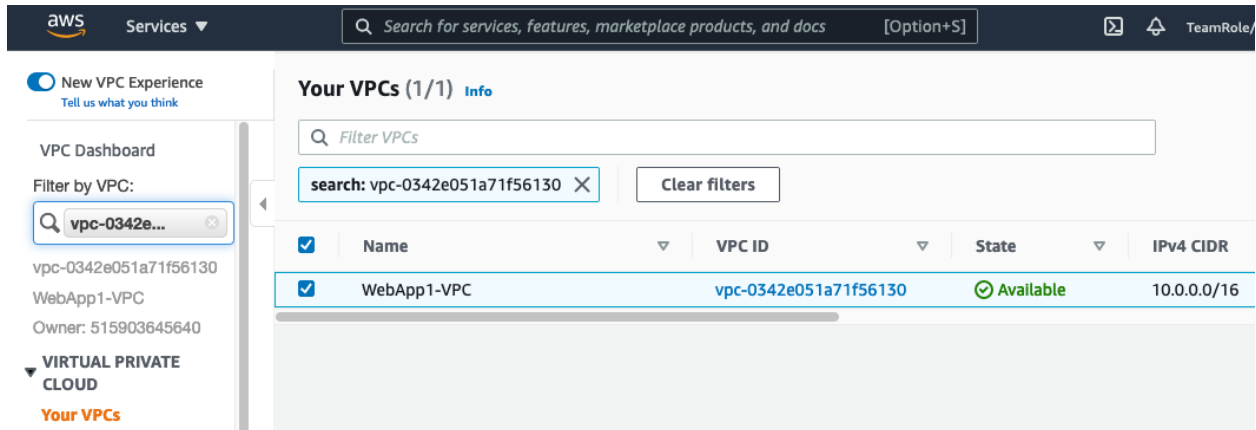 aws Services ▼ Search for services, features, marketplace products, and docs [Option+S] TeamRole/
New VPC Experience
Tell us what you think
VPC Dashboard
Filter by VPC:
vpc-0342e...
vpc-0342e051a71f56130
WebApp1-VPC
Owner: 515903645640
VIRTUAL PRIVATE
CLOUD
Your VPCs
Your VPCs (1/1) Info
Filter VPCs
search: vpc-0342e051a71f56130 Clear filters
Name VPC ID State IPv4 CIDR
WebApp1-VPC vpc-0342e051a71f56130 Available 10.0.0.0/16